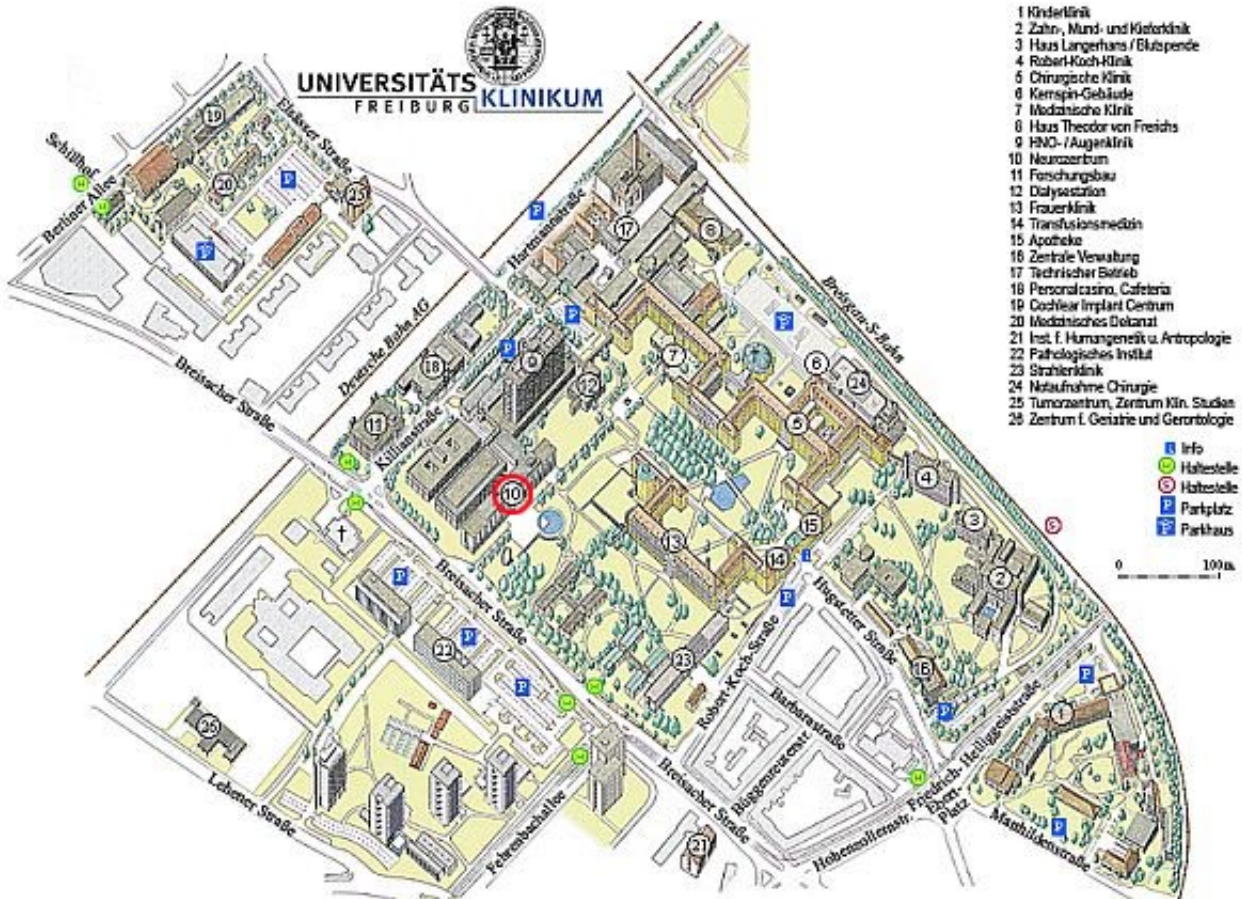 UNIVERSITÄTS
FREIBURG KLINIKUM
1 Kinderklinik
2 Zahn-, Mund- und Kieferklinik
3 Haus Langerhans / Blutspende
4 Robert-Koch-Klinik
5 Chirurgische Klinik
6 Kernspin-Gebäude
7 Medizinische Klinik
8 Haus Theodor von Frerichs
9 HNO- / Augenklinik
10 Neurozentrum
11 Forschungsbau
12 Dialysestation
13 Frauenklinik
14 Transfusionsmedizin
15 Apotheke
16 Zentrale Verwaltung
17 Technischer Betrieb
18 Personalcasino, Cafeteria
19 Cochlear Implant Centrum
20 Medizinisches Dekanat
21 Inst. f. Humangenetik u. Antropologie
22 Pathologisches Institut
23 Strahlenklinik
24 Notaufnahme Chirurgie
25 Tumorzentrum, Zentrum Klin. Studien
26 Zentrum f. Geriatrie und Gerontologie
i Info
H Haltestelle
S Haltestelle
P Parkplatz
P Parkhaus
0 100 m
Berliner Allee
Elsässer Straße
Breisacher Straße
Deutsche Bahn AG
Hartmannstraße
Killianstraße
Breisgau-S-Bahn
Breisacher Straße
Hugstetter Straße
Robert-Koch-Straße
Barbarastraße
Büggenreuterstr.
Breisacher Straße
Fehrenbachallee
Lehener Straße
Hohenzollernstr.
Friedrich-Ebert-Platz
Heiliggeiststraße
Matthildenstraße
19
20
25
P
P
P
17
8
P
P
P
9
18
12
7
6
24
5
11
10
4
3
15
13
14
2
i
P
P
22
P
P
23
16
P
P
1
26
21
P
H
H
H
H
H
H
H
H
S